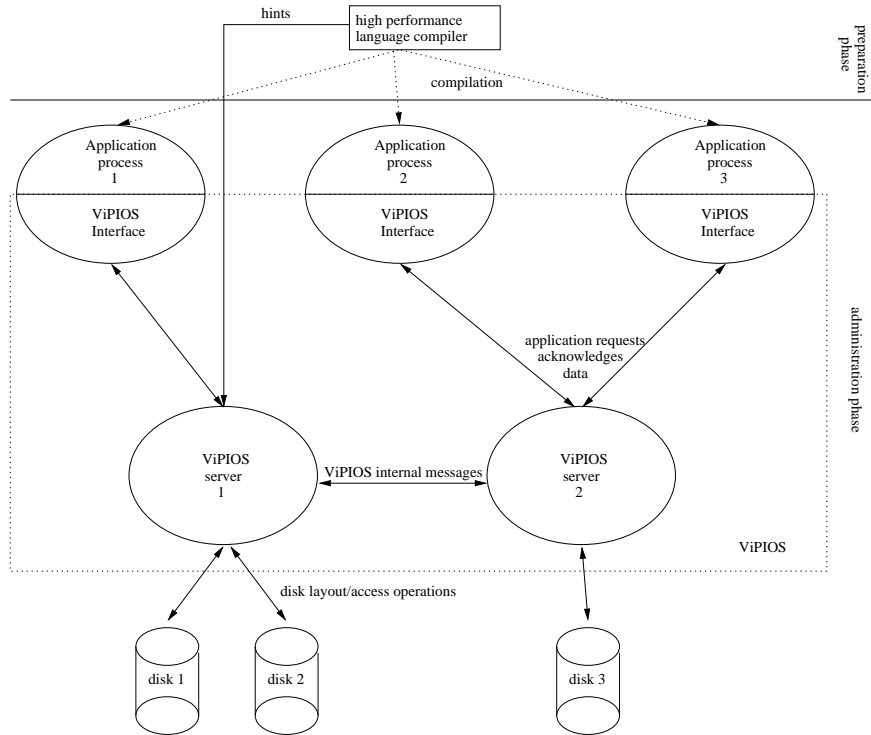 hints
high performance
language compiler
preparation
phase
compilation
Application
process
1
Application
process
2
Application
process
3
ViPIOS
Interface
ViPIOS
Interface
ViPIOS
Interface
administration phase
application requests
acknowledges
data
ViPIOS
server
1
ViPIOS internal messages
ViPIOS
server
2
ViPIOS
disk layout/access operations
disk 1
disk 2
disk 3